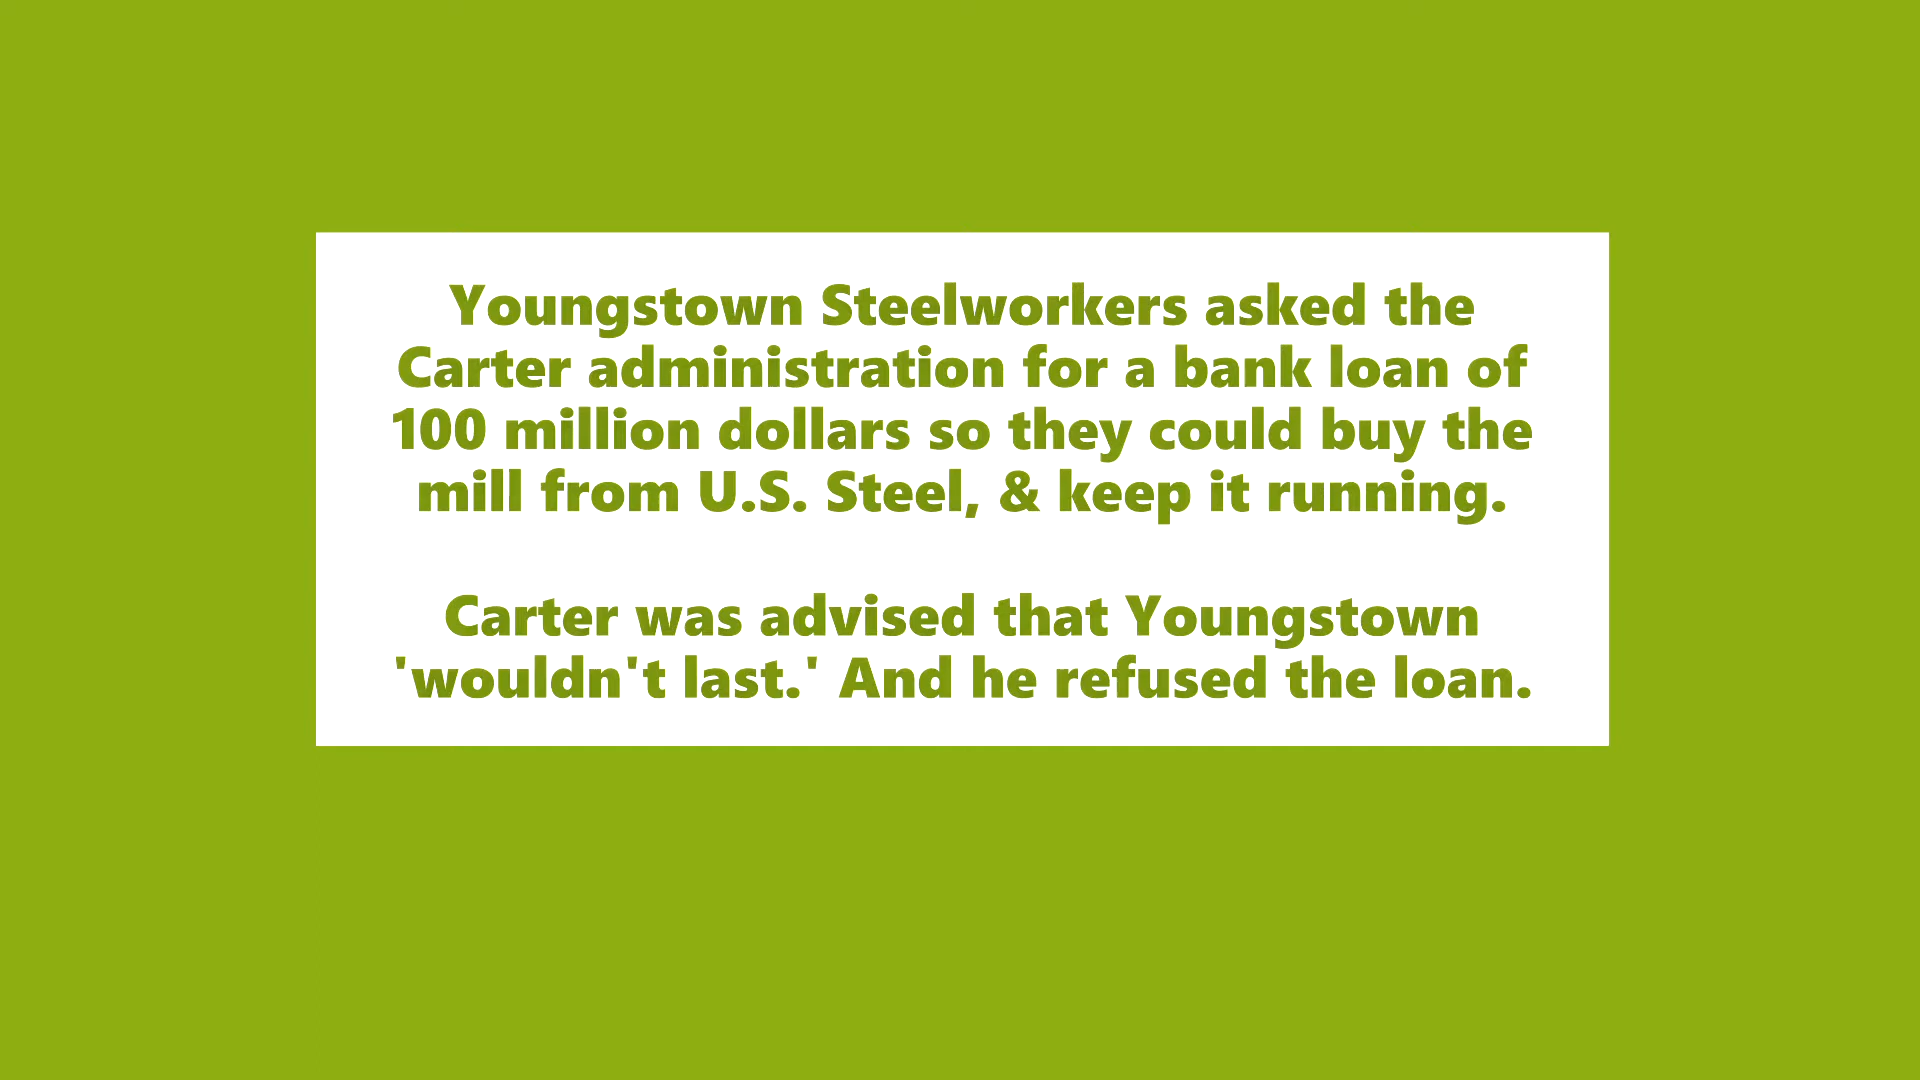 Youngstown Steelworkers asked the
Carter administration for a bank loan of
100 million dollars so they could buy the
mill from U.S. Steel, & keep it running.
Carter was advised that Youngstown
'wouldn't last.' And he refused the loan.